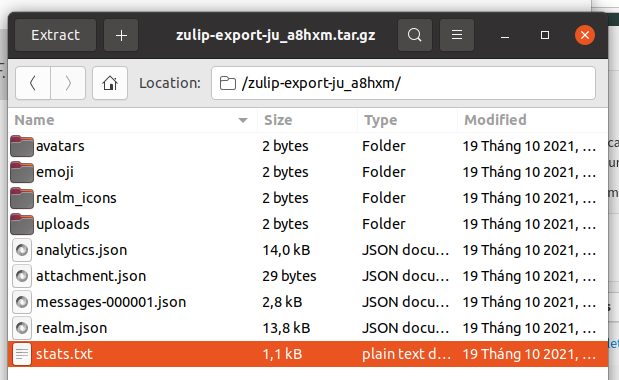 Extract + zulip-export-ju_a8hxm.tar.gz
Location: /zulip-export-ju_a8hxm/
Name Size Type Modified
avatars 2 bytes Folder 19 Tháng 10 2021, …
emoji 2 bytes Folder 19 Tháng 10 2021, …
realm_icons 2 bytes Folder 19 Tháng 10 2021, …
uploads 2 bytes Folder 19 Tháng 10 2021, …
analytics.json 14,0 kB JSON docu… 19 Tháng 10 2021, …
attachment.json 29 bytes JSON docu… 19 Tháng 10 2021, …
messages-000001.json 2,8 kB JSON docu… 19 Tháng 10 2021, …
realm.json 13,8 kB JSON docu… 19 Tháng 10 2021, …
stats.txt 1,1 kB plain text d… 19 Tháng 10 2021, …